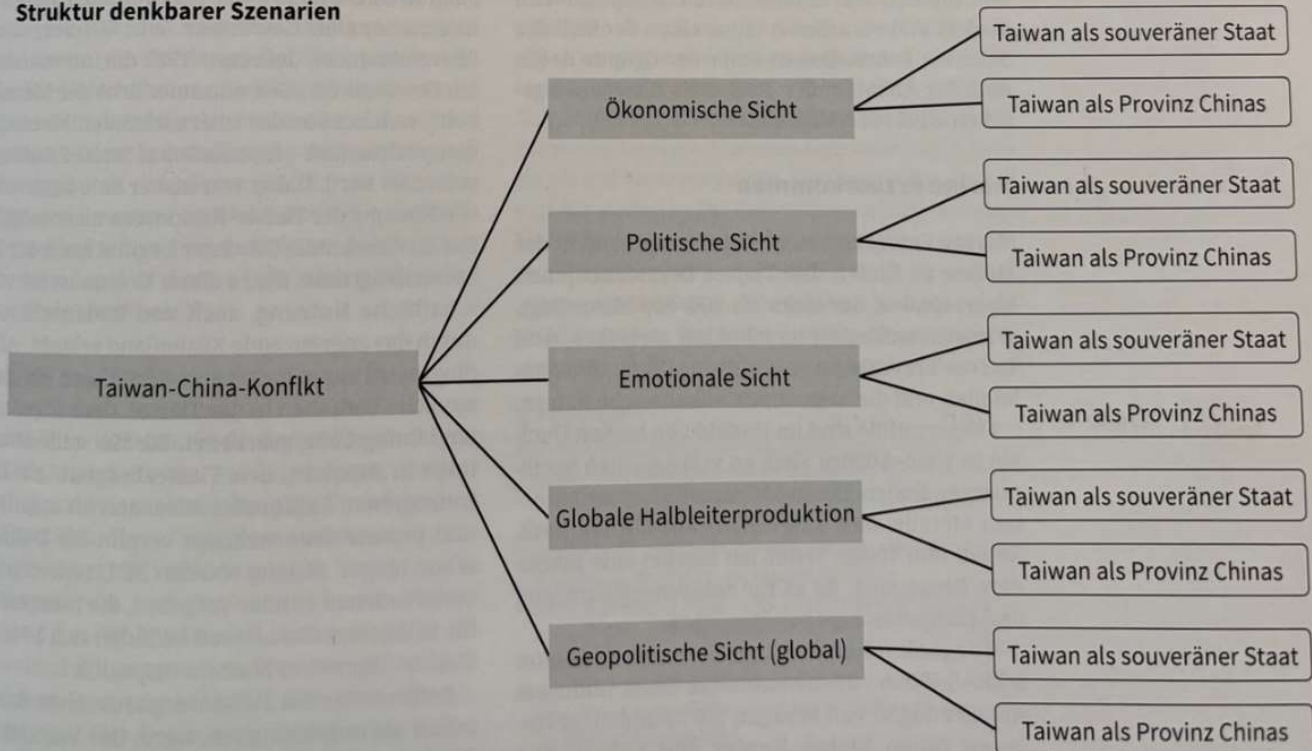 Struktur denkbarer Szenarien
Taiwan-China-Konflkt
Ökonomische Sicht
Taiwan als souveräner Staat
Taiwan als Provinz Chinas
Politische Sicht
Taiwan als souveräner Staat
Taiwan als Provinz Chinas
Emotionale Sicht
Taiwan als souveräner Staat
Taiwan als Provinz Chinas
Globale Halbleiterproduktion
Taiwan als souveräner Staat
Taiwan als Provinz Chinas
Geopolitische Sicht (global)
Taiwan als souveräner Staat
Taiwan als Provinz Chinas